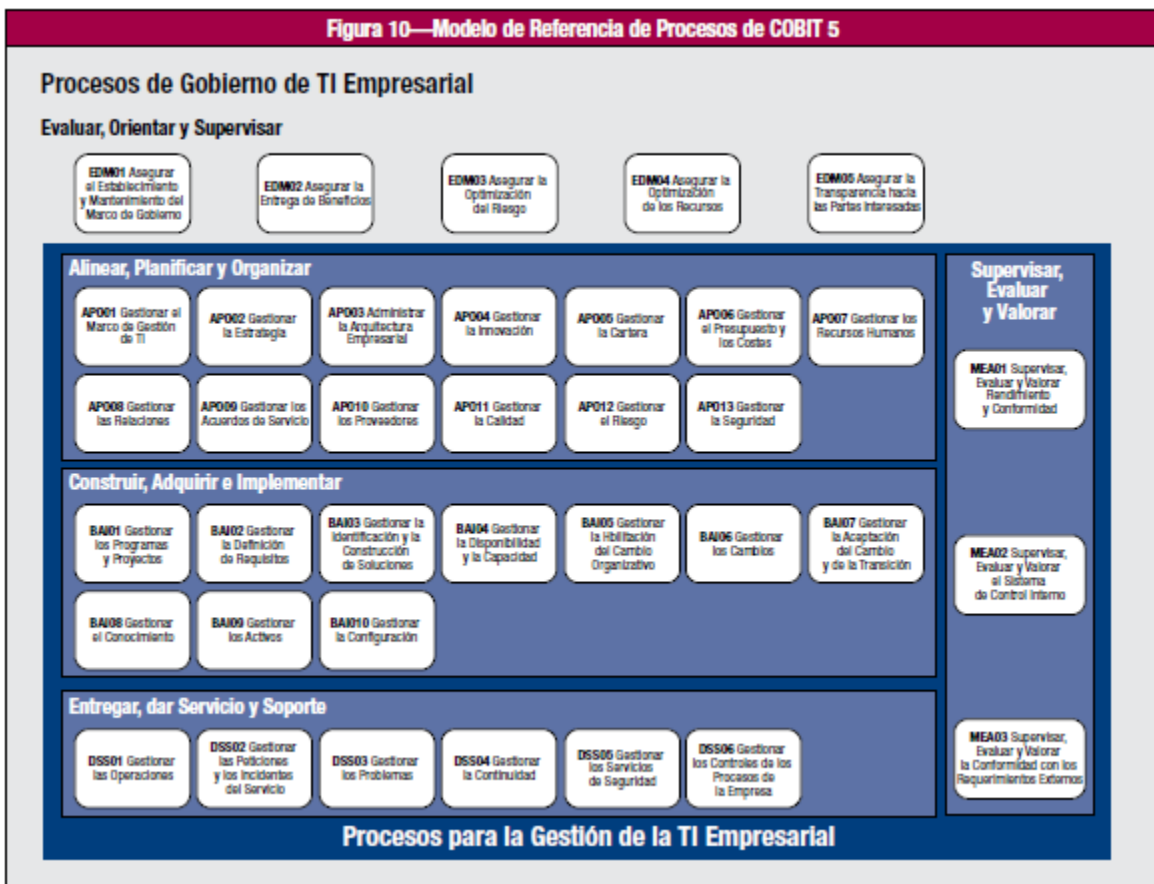 Figura 10—Modelo de Referencia de Procesos de COBIT 5
Procesos de Gobierno de TI Empresarial
Evaluar, Orientar y Supervisar
EDM01 Asegurar
el Establecimiento
y Mantenimiento del
Marco de Gobierno
EDM02 Asegurar la
Entrega de Beneficios
EDM03 Asegurar la
Optimización
del Riesgo
EDM04 Asegurar la
Optimización
de los Recursos
EDM05 Asegurar la
Transparencia hacia
las Partes Interesadas
Alinear, Planificar y Organizar
APO01 Gestionar el
Marco de Gestión
de TI
APO02 Gestionar
la Estrategia
APO03 Administrar
la Arquitectura
Empresarial
APO04 Gestionar
la Innovación
APO05 Gestionar
la Cartera
APO06 Gestionar
el Presupuesto y
los Costes
APO07 Gestionar los
Recursos Humanos
APO08 Gestionar
las Relaciones
APO09 Gestionar los
Acuerdos de Servicio
APO10 Gestionar
los Proveedores
APO11 Gestionar
la Calidad
APO12 Gestionar
el Riesgo
APO13 Gestionar
la Seguridad
Construir, Adquirir e Implementar
BAI01 Gestionar
los Programas
y Proyectos
BAI02 Gestionar
la Definición
de Requisitos
BAI03 Gestionar la
Identificación y la
Construcción
de Soluciones
BAI04 Gestionar
la Disponibilidad
y la Capacidad
BAI05 Gestionar
la Hbilitación
del Cambio
Organizativo
BAI06 Gestionar
los Cambios
BAI07 Gestionar
la Aceptación
del Cambio
y de la Transición
BAI08 Gestionar
el Conocimiento
BAI09 Gestionar
los Activos
BAI010 Gestionar
la Configuración
Entregar, dar Servicio y Soporte
DSS01 Gestionar
las Operaciones
DSS02 Gestionar
las Peticiones
y los Incidentes
del Servicio
DSS03 Gestionar
los Problemas
DSS04 Gestionar
la Continuidad
DSS05 Gestionar
los Servicios
de Seguridad
DSS06 Gestionar
los Controles de los
Procesos de
la Empresa
Supervisar,
Evaluar
y Valorar
MEA01 Supervisar,
Evaluar y Valorar
Rendimiento
y Conformidad
MEA02 Supervisar,
Evaluar y Valorar
el Sistema
de Control Interno
MEA03 Supervisar,
Evaluar y Valorar
la Conformidad con los
Requerimientos Externos
Procesos para la Gestión de la TI Empresarial